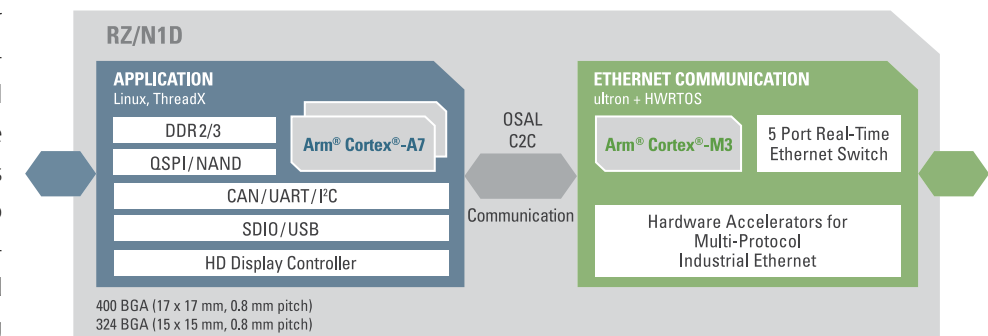 RZ/N1D
APPLICATION
Linux, ThreadX
DDR2/3
QSPI/NAND
Arm® Cortex®-A7
CAN/UART/I²C
SDIO/USB
HD Display Controller
OSAL
C2C
Communication
ETHERNET COMMUNICATION
ultron + HWRTOS
Arm® Cortex®-M3
5 Port Real-Time
Ethernet Switch
Hardware Accelerators for
Multi-Protocol
Industrial Ethernet
400 BGA (17 x 17 mm, 0.8 mm pitch)
324 BGA (15 x 15 mm, 0.8 mm pitch)